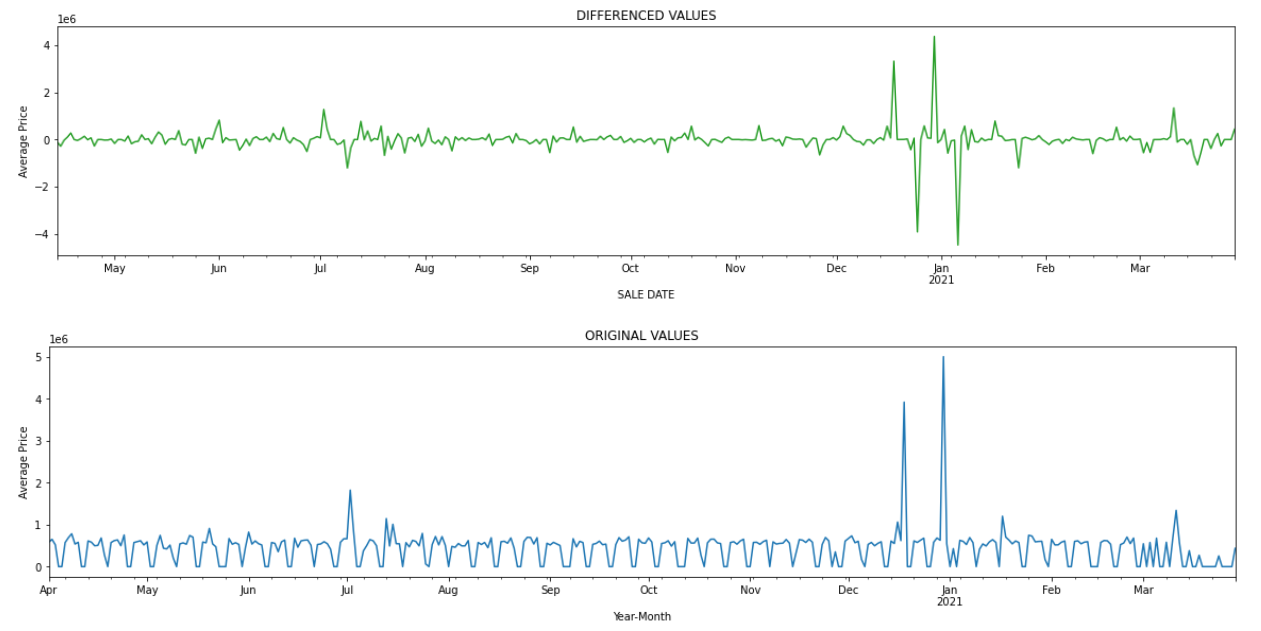 DIFFERENCED VALUES
1e6
4
2
0
−2
−4
Average Price
May Jun Jul Aug Sep Oct Nov Dec Jan Feb Mar
2021
SALE DATE
ORIGINAL VALUES
1e6
5
4
3
2
1
0
Average Price
Apr May Jun Jul Aug Sep Oct Nov Dec Jan Feb Mar
2021
Year-Month